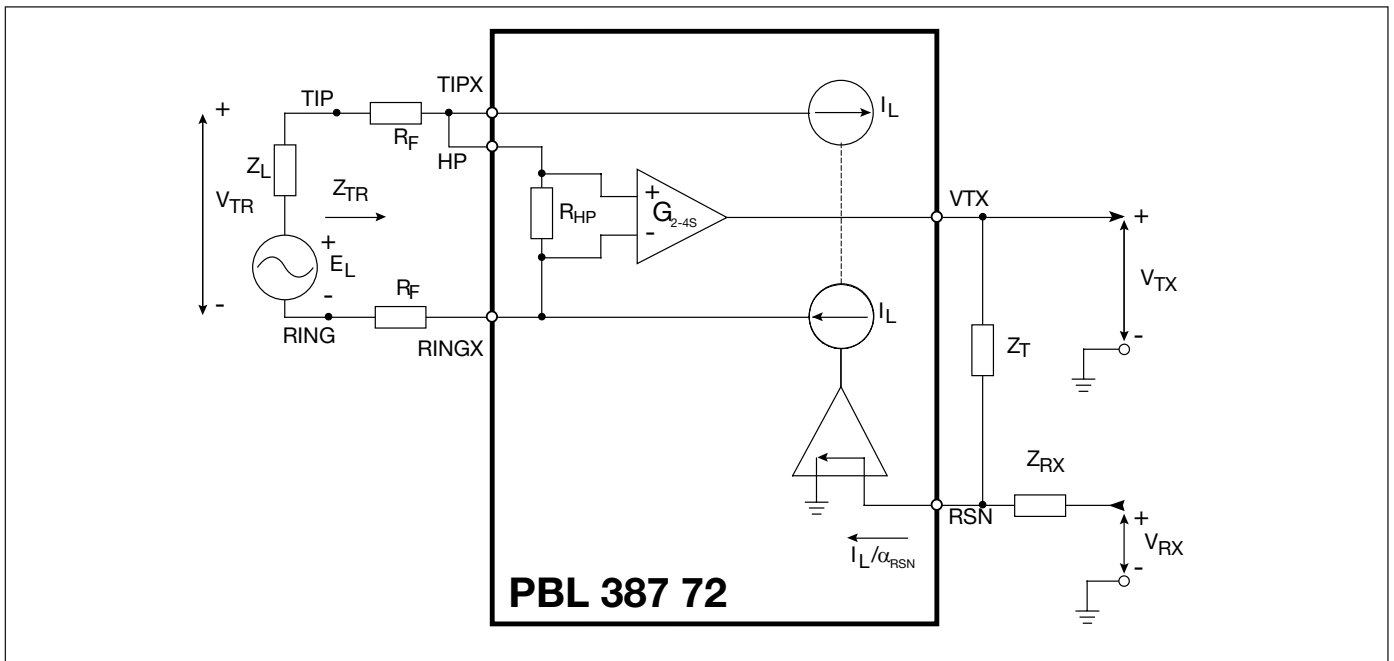 TIP
TIPX
I_L
+
R_F
HP
Z_L
Z_TR
V_TR
R_HP
+
G_2-4S
-
VTX
+
+
E_L
-
V_TX
-
R_F
I_L
-
RING
RINGX
Z_T
Z_RX
RSN
+
V_RX
I_L/α_RSN
-
PBL 387 72